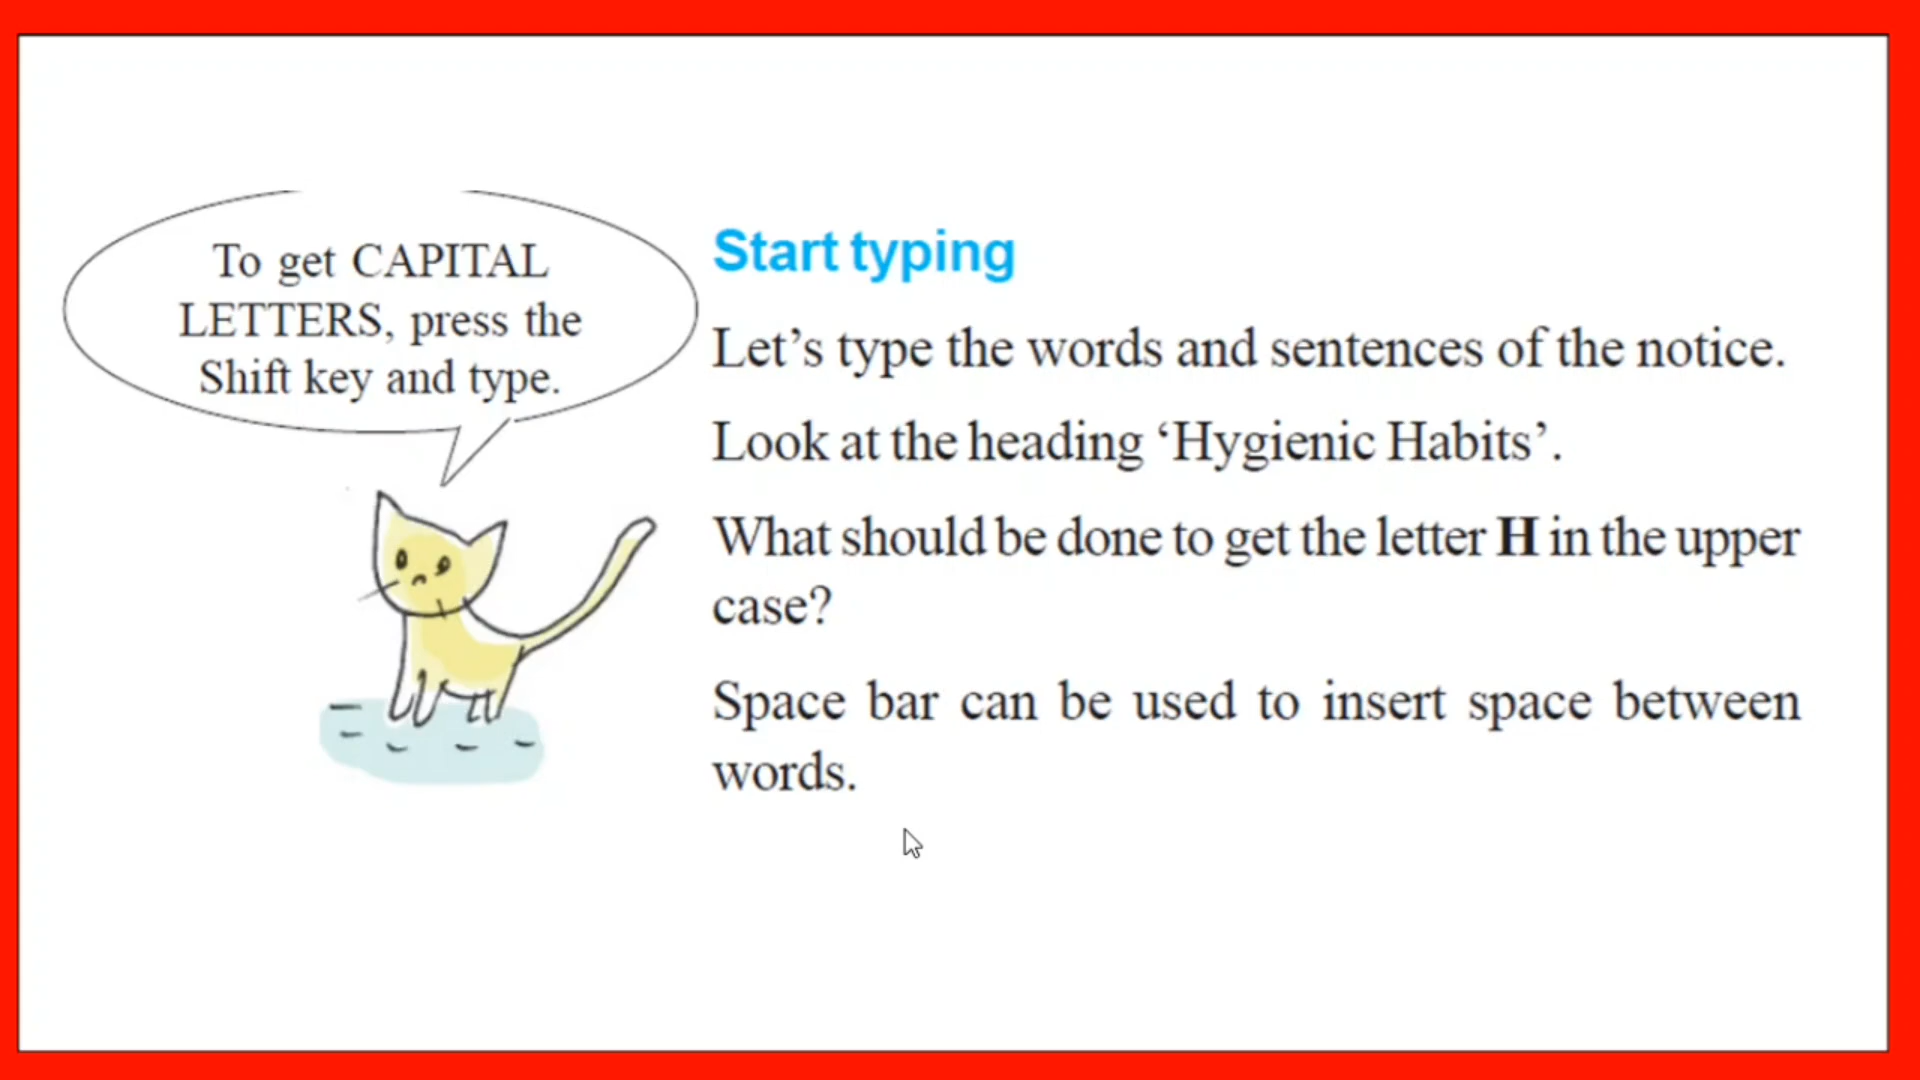 To get CAPITAL
LETTERS, press the
Shift key and type.
Start typing
Let’s type the words and sentences of the notice.
Look at the heading ‘Hygienic Habits’.
What should be done to get the letter H in the upper
case?
Space bar can be used to insert space between
words.